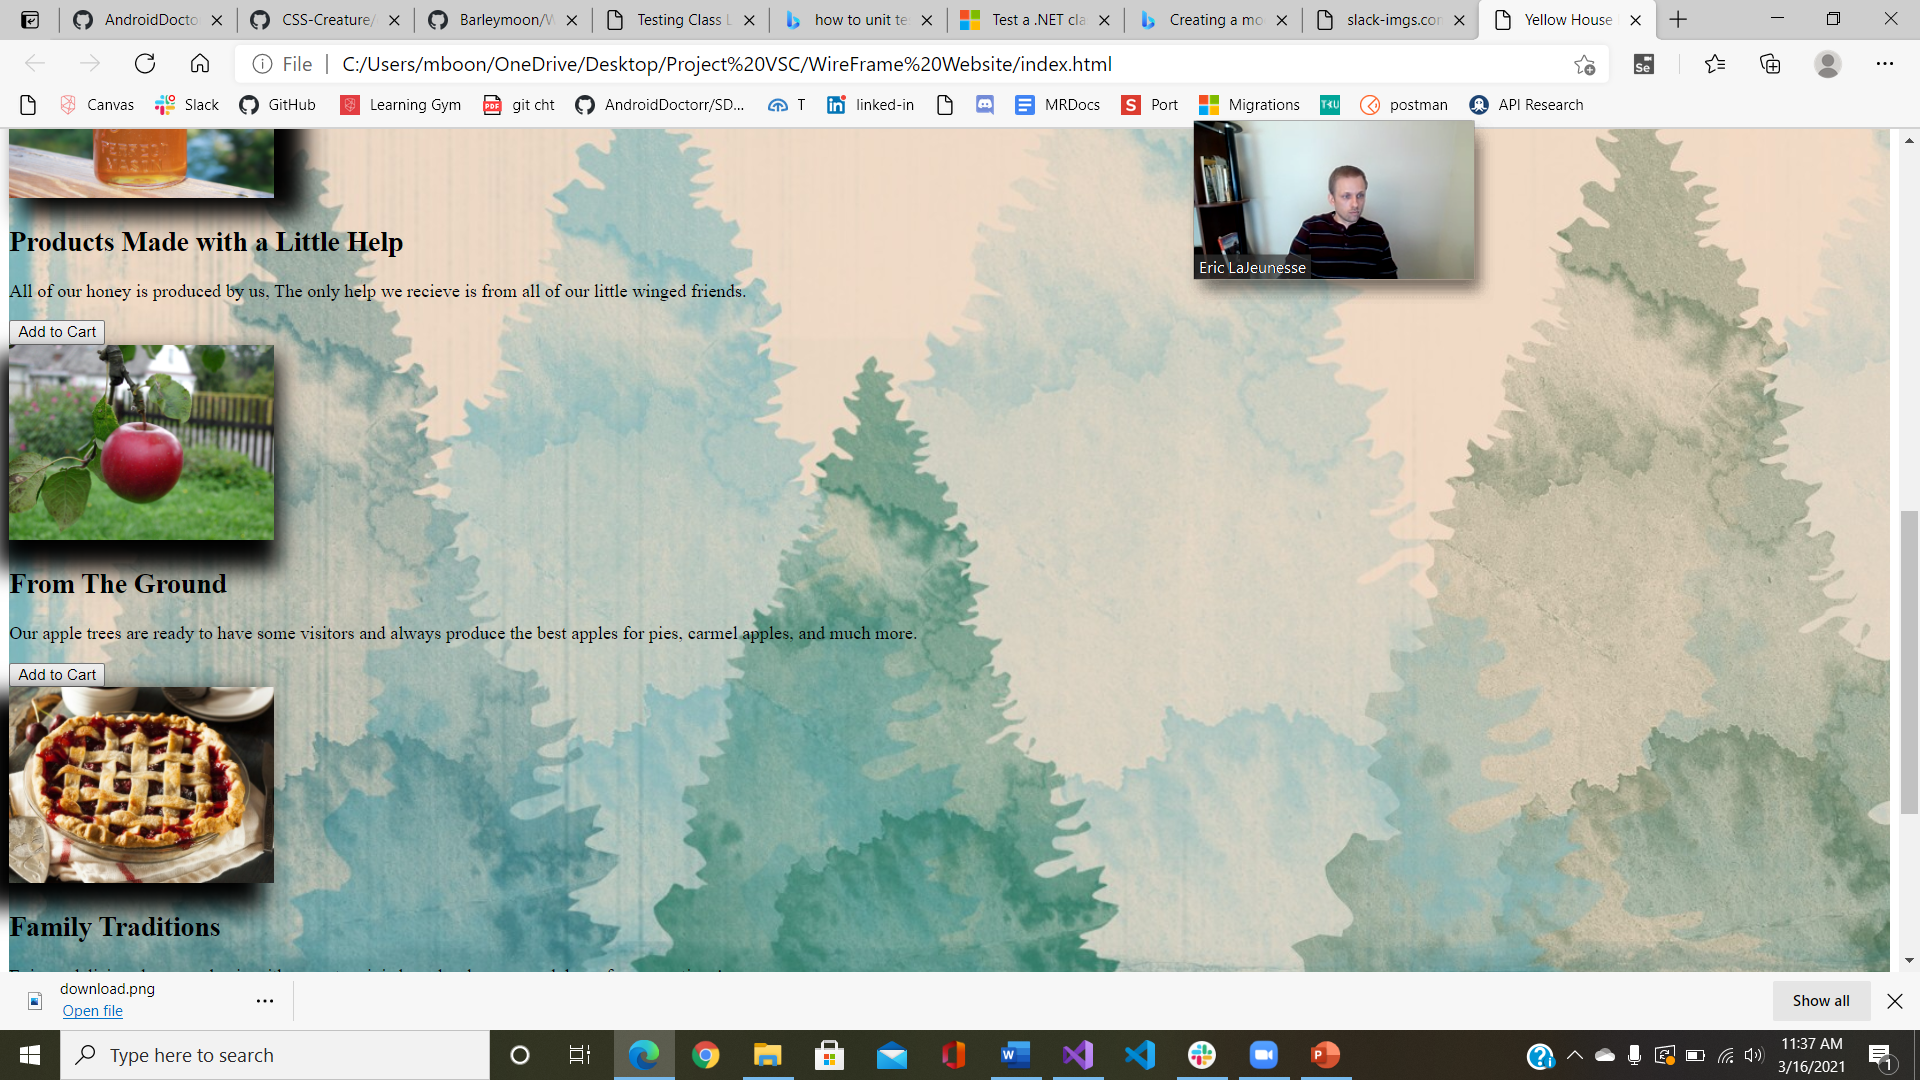 AndroidDocto
CSS-Creature/
Barleymoon/W
Testing Class L
how to unit te
Test a .NET cla
Creating a mo
slack-imgs.con
Yellow House
File | C:/Users/mboon/OneDrive/Desktop/Project%20VSC/WireFrame%20Website/index.html
Canvas Slack GitHub Learning Gym git cht AndroidDoctorr/SD... T linked-in MRDocs Port Migrations TKU postman API Research
Eric LaJeunesse
Products Made with a Little Help
All of our honey is produced by us, The only help we recieve is from all of our little winged friends.
Add to Cart
From The Ground
Our apple trees are ready to have some visitors and always produce the best apples for pies, carmel apples, and much more.
Add to Cart
Family Traditions
download.png
Open file
Show all
Type here to search
11:37 AM
3/16/2021
1